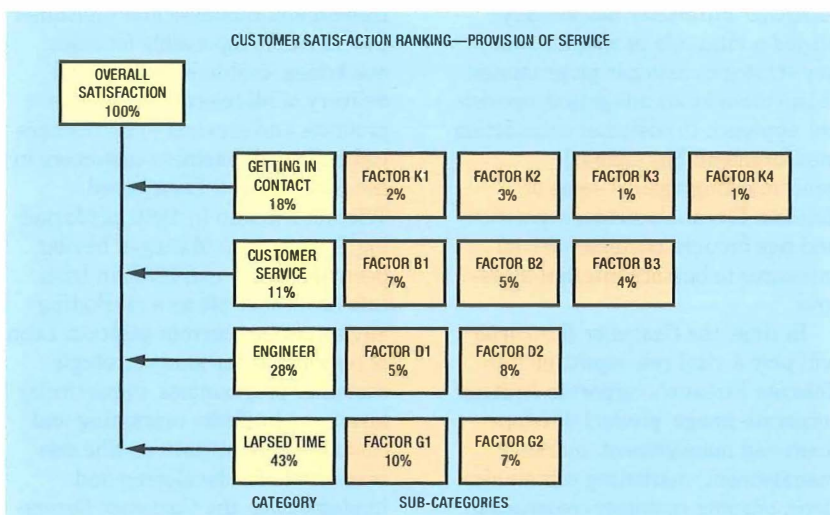 CUSTOMER SATISFACTION RANKING—PROVISION OF SERVICE
OVERALL
SATISFACTION
100%
GETTING IN
CONTACT
18%
FACTOR K1
2%
FACTOR K2
3%
FACTOR K3
1%
FACTOR K4
1%
CUSTOMER
SERVICE
11%
FACTOR B1
7%
FACTOR B2
5%
FACTOR B3
4%
ENGINEER
28%
FACTOR D1
5%
FACTOR D2
8%
LAPSED TIME
43%
FACTOR G1
10%
FACTOR G2
7%
CATEGORY
SUB-CATEGORIES